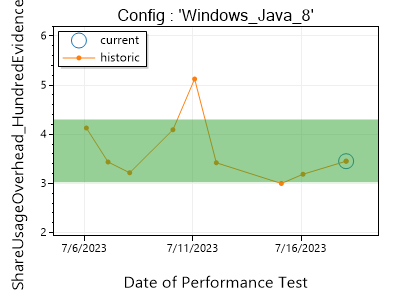 Config : 'Windows_Java_8'
ShareUsageOverhead_HundredEvidence
current
historic
6
5
4
3
2
7/6/2023
7/11/2023
7/16/2023
Date of Performance Test